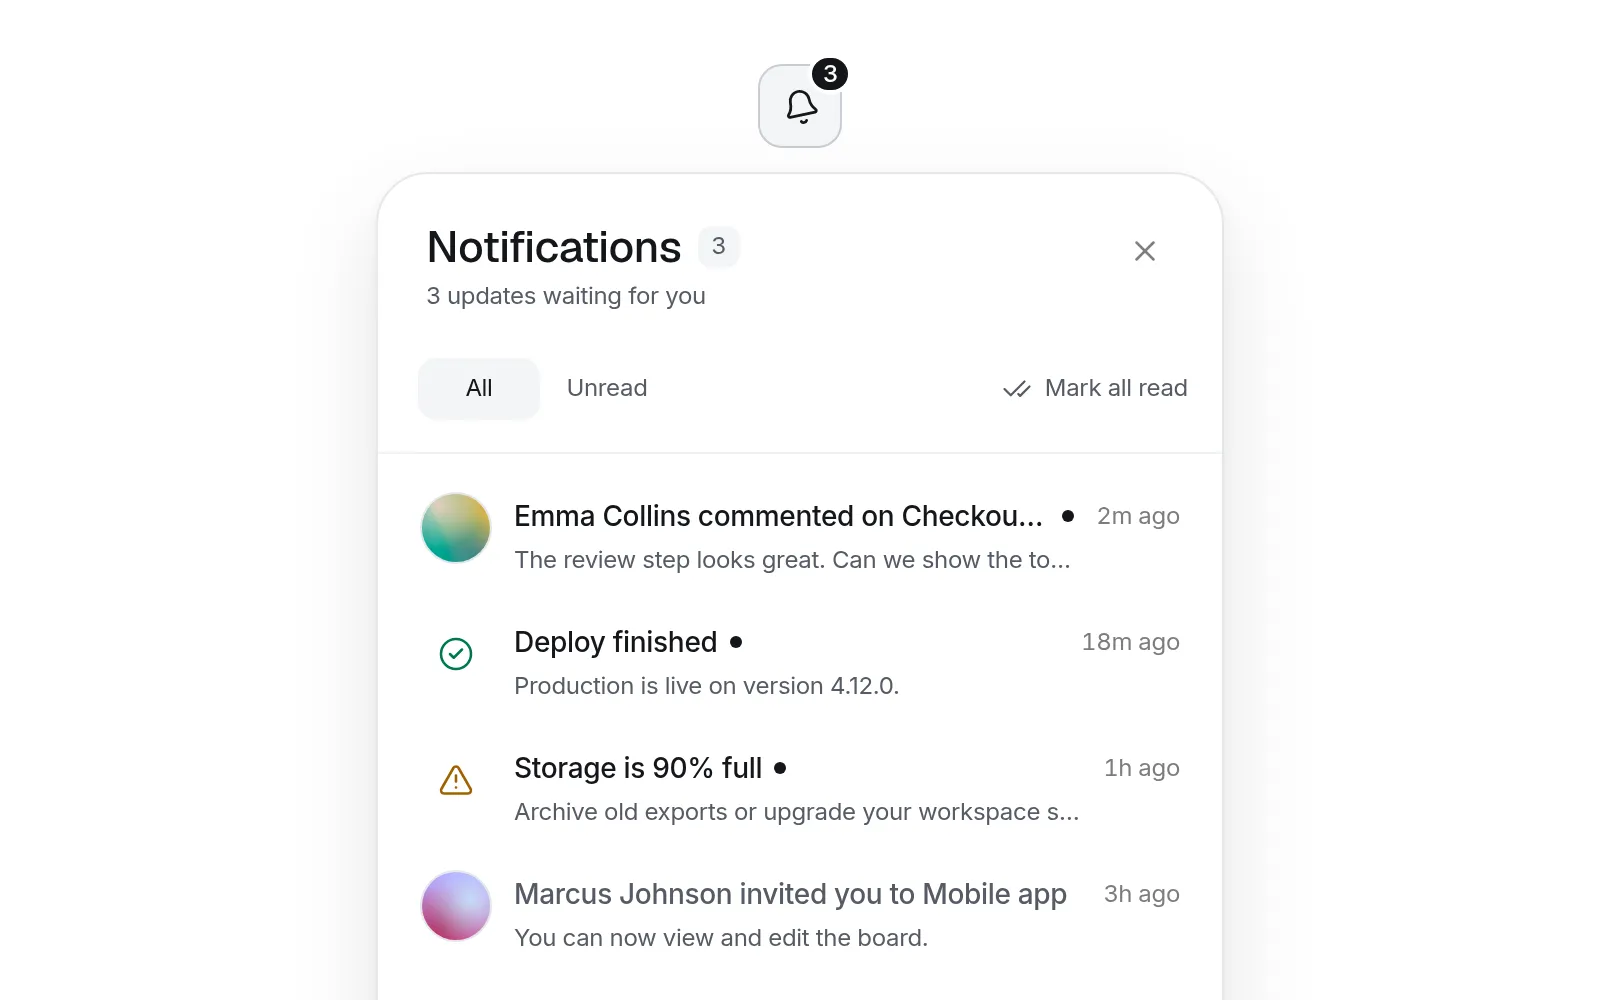 3
Notifications 3
3 updates waiting for you
All Unread Mark all read
Emma Collins commented on Checkou... 2m ago
The review step looks great. Can we show the to...
Deploy finished 18m ago
Production is live on version 4.12.0.
Storage is 90% full 1h ago
Archive old exports or upgrade your workspace s...
Marcus Johnson invited you to Mobile app 3h ago
You can now view and edit the board.